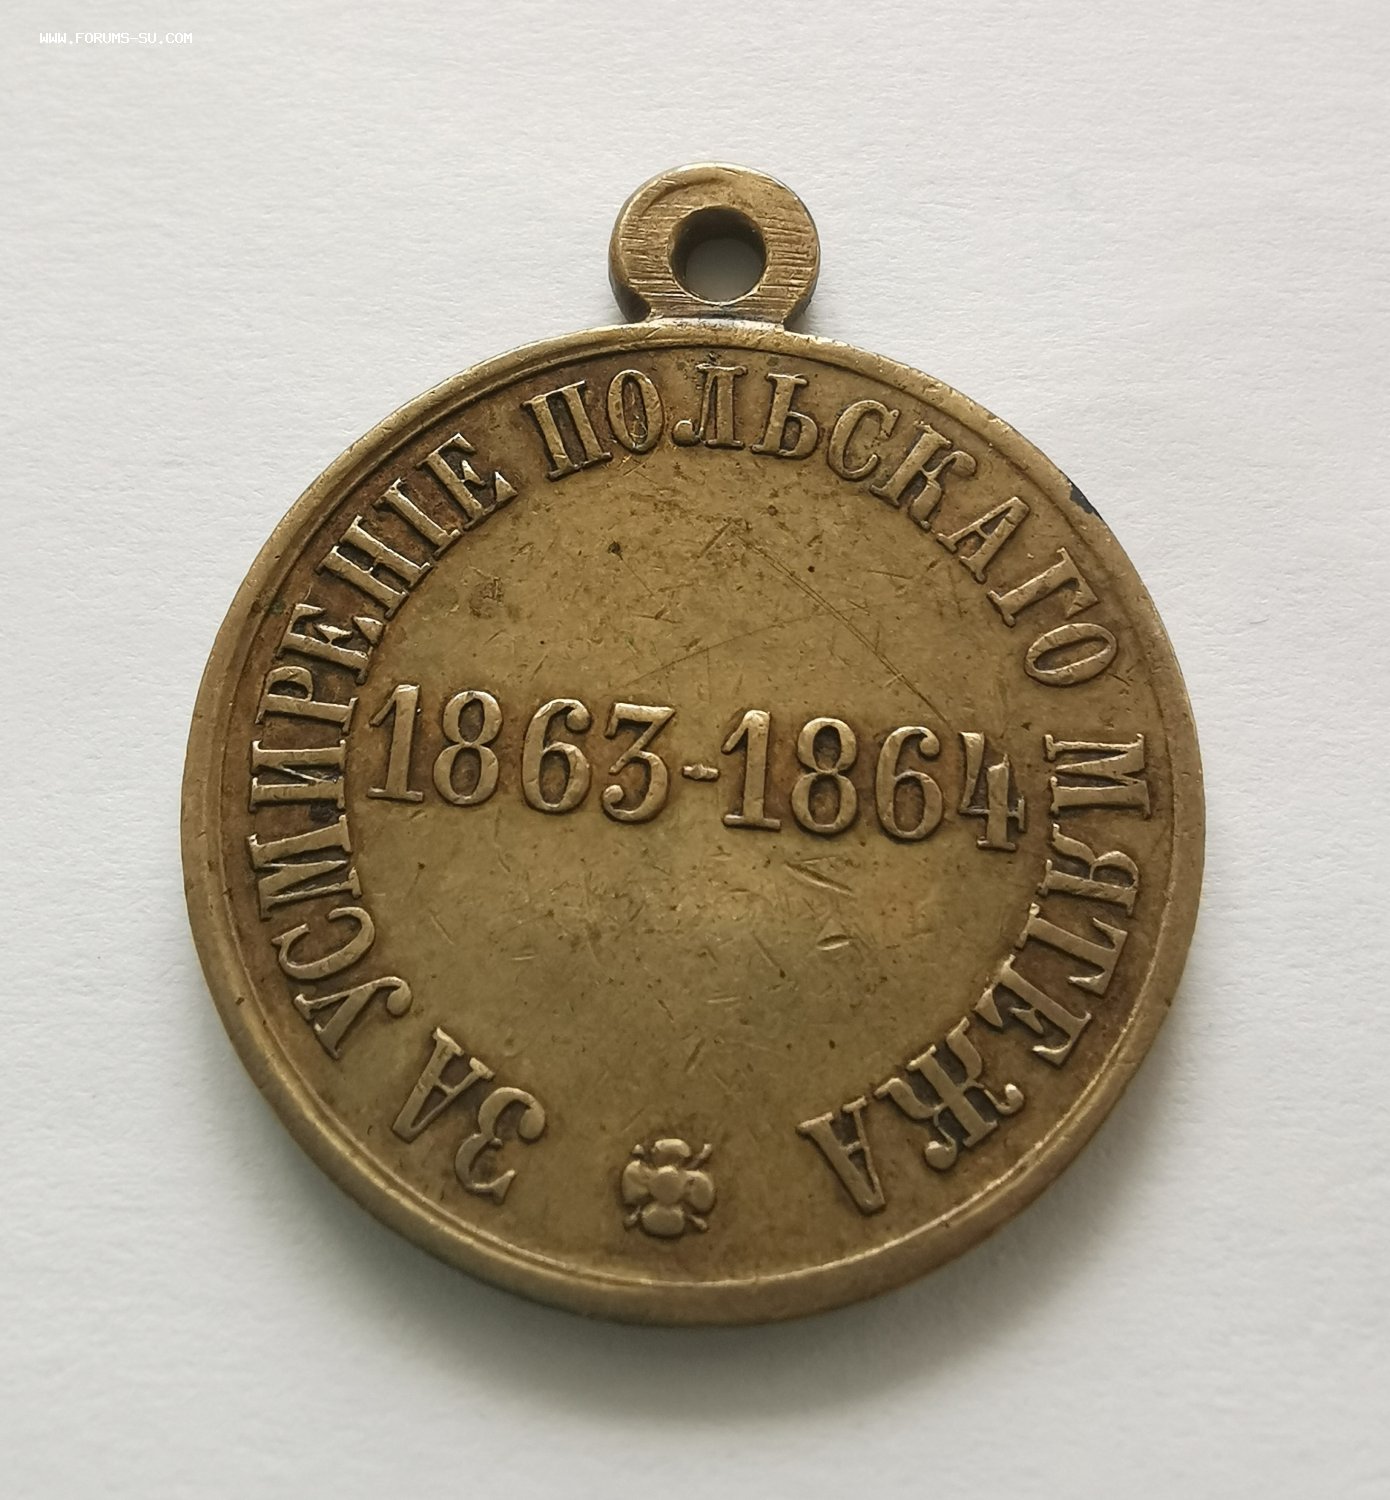 WWW.FORUMS-SU.COM
ЗА УСМИРЕНІЕ ПОЛЬСКАГО МЯТЕЖА
1863-1864